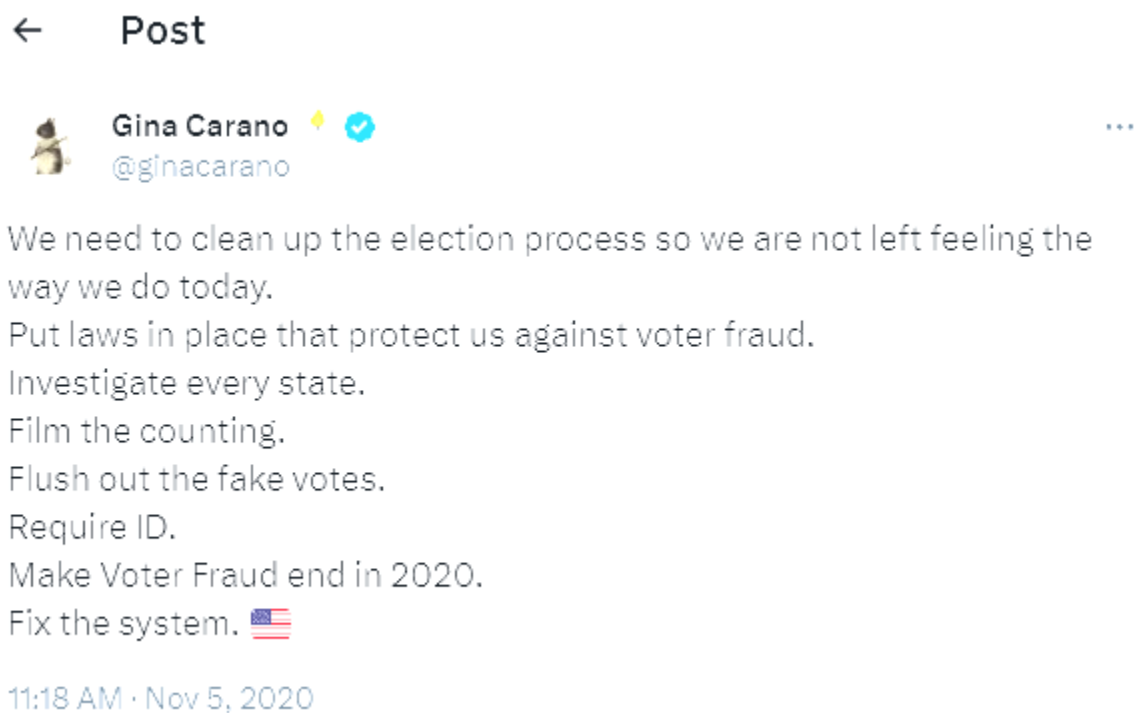 Post
Gina Carano
@ginacarano
We need to clean up the election process so we are not left feeling the
way we do today.
Put laws in place that protect us against voter fraud.
Investigate every state.
Film the counting.
Flush out the fake votes.
Require ID.
Make Voter Fraud end in 2020.
Fix the system. 🇺🇸
11:18 AM · Nov 5, 2020